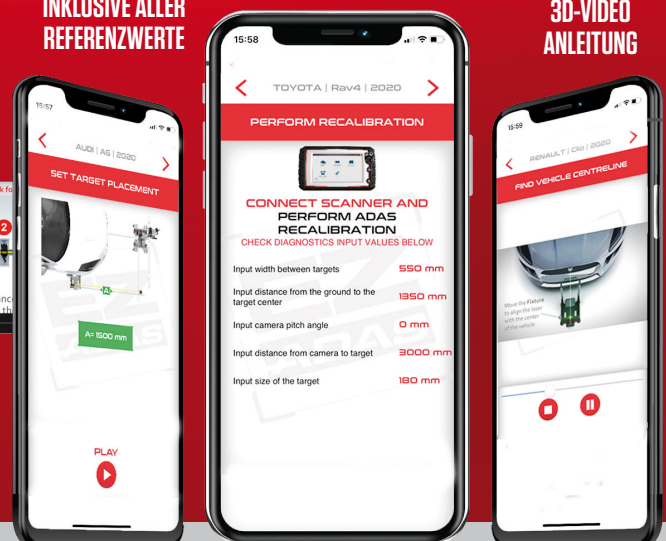 INKLUSIVE ALLER
REFERENZWERTE
3D-VIDEO
ANLEITUNG
15:57
AUDI | A6 | 2020
SET TARGET PLACEMENT
A
A= 1500 mm
PLAY
2
15:58
TOYOTA | Rav4 | 2020
PERFORM RECALIBRATION
CONNECT SCANNER AND
PERFORM ADAS
RECALIBRATION
CHECK DIAGNOSTICS INPUT VALUES BELOW
Input width between targets 550 mm
Input distance from the ground to the
target center 1350 mm
Input camera pitch angle 0 mm
Input distance from camera to target 3000 mm
Input size of the target 180 mm
EZ
ADAS
15:59
RENAULT | Clio | 2020
FIND VEHICLE CENTRELINE
Move the Fixture
to align the laser
with the center
of the vehicle